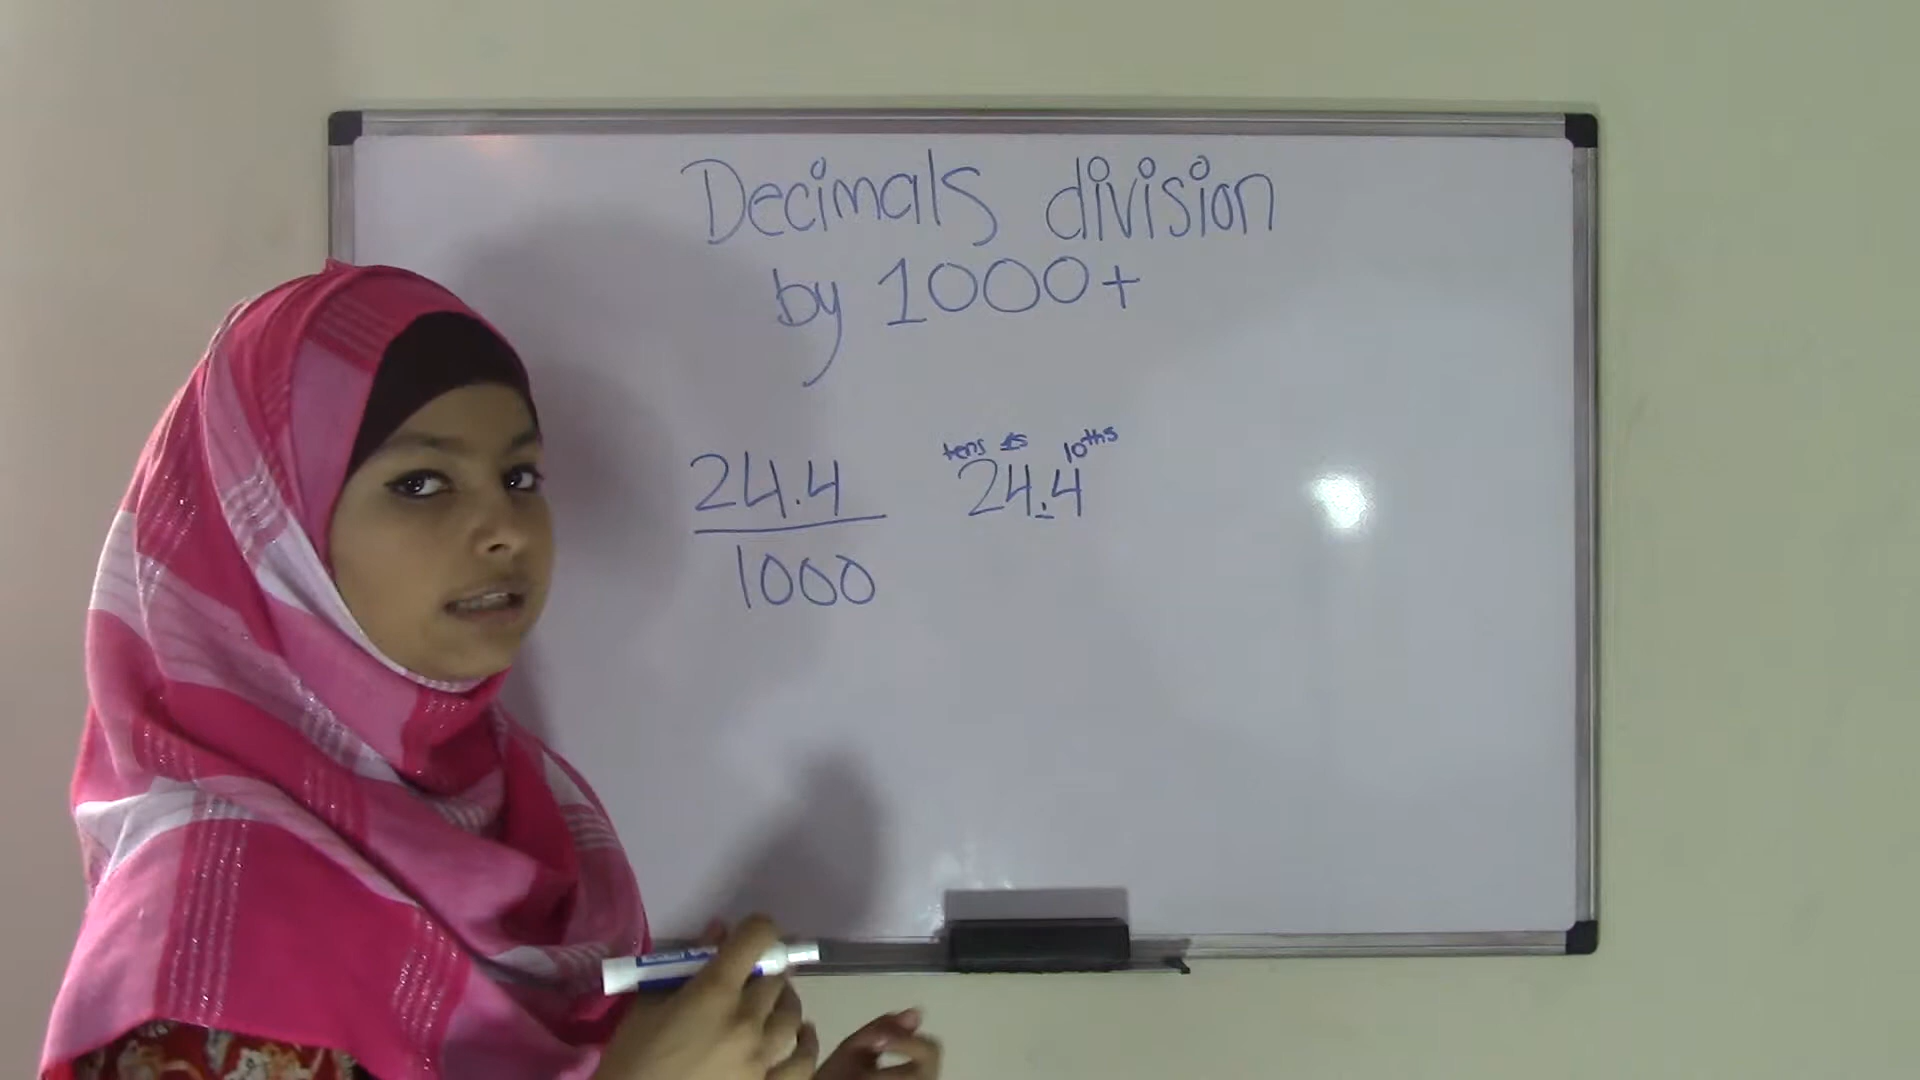 Decimals division
by 1000+
24.4
1000
tens 1s 10ths
24.4